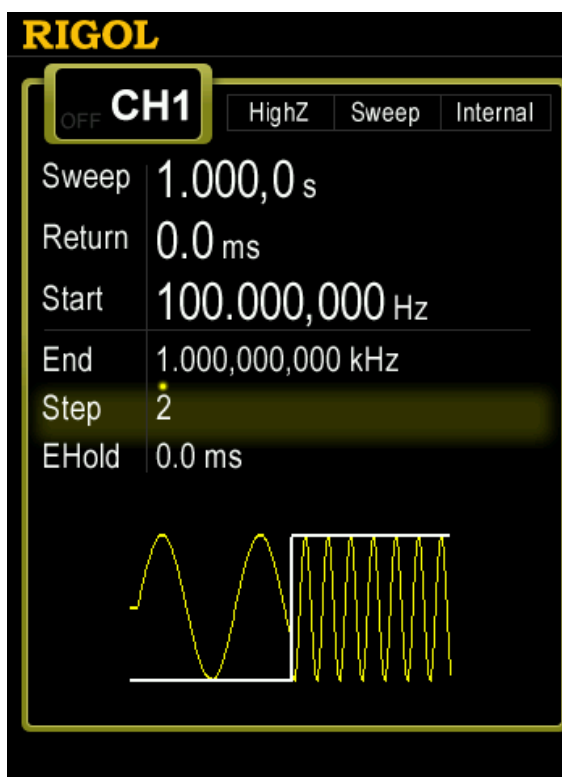 RIGOL
OFF CH1 HighZ Sweep Internal
Sweep 1.000,0 s
Return 0.0 ms
Start 100.000,000 Hz
End 1.000,000,000 kHz
Step 2
EHold 0.0 ms